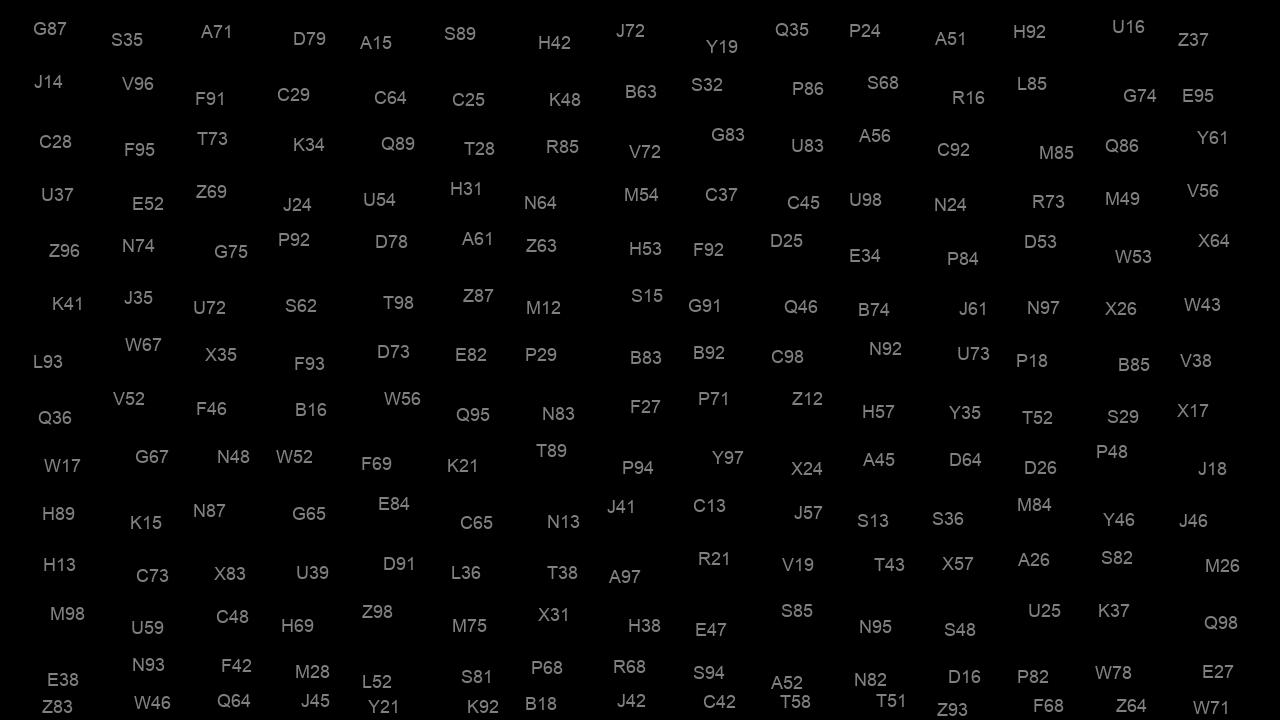 G87 S35 A71 D79 A15 S89 H42 J72 Y19 Q35 P24 A51 H92 U16 Z37
J14 V96 F91 C29 C64 C25 K48 B63 S32 P86 S68 R16 L85 G74 E95
C28 F95 T73 K34 Q89 T28 R85 V72 G83 U83 A56 C92 M85 Q86 Y61
U37 E52 Z69 J24 U54 H31 N64 M54 C37 C45 U98 N24 R73 M49 V56
Z96 N74 G75 P92 D78 A61 Z63 H53 F92 D25 E34 P84 D53 W53 X64
K41 J35 U72 S62 T98 Z87 M12 S15 G91 Q46 B74 J61 N97 X26 W43
L93 W67 X35 F93 D73 E82 P29 B83 B92 C98 N92 U73 P18 B85 V38
Q36 V52 F46 B16 W56 Q95 N83 F27 P71 Z12 H57 Y35 T52 S29 X17
W17 G67 N48 W52 F69 K21 T89 P94 Y97 X24 A45 D64 D26 P48 J18
H89 K15 N87 G65 E84 C65 N13 J41 C13 J57 S13 S36 M84 Y46 J46
H13 C73 X83 U39 D91 L36 T38 A97 R21 V19 T43 X57 A26 S82 M26
M98 U59 C48 H69 Z98 M75 X31 H38 E47 S85 N95 S48 U25 K37 Q98
E38 N93 F42 M28 L52 S81 P68 R68 S94 A52 N82 D16 P82 W78 E27
Z83 W46 Q64 J45 Y21 K92 B18 J42 C42 T58 T51 Z93 F68 Z64 W71